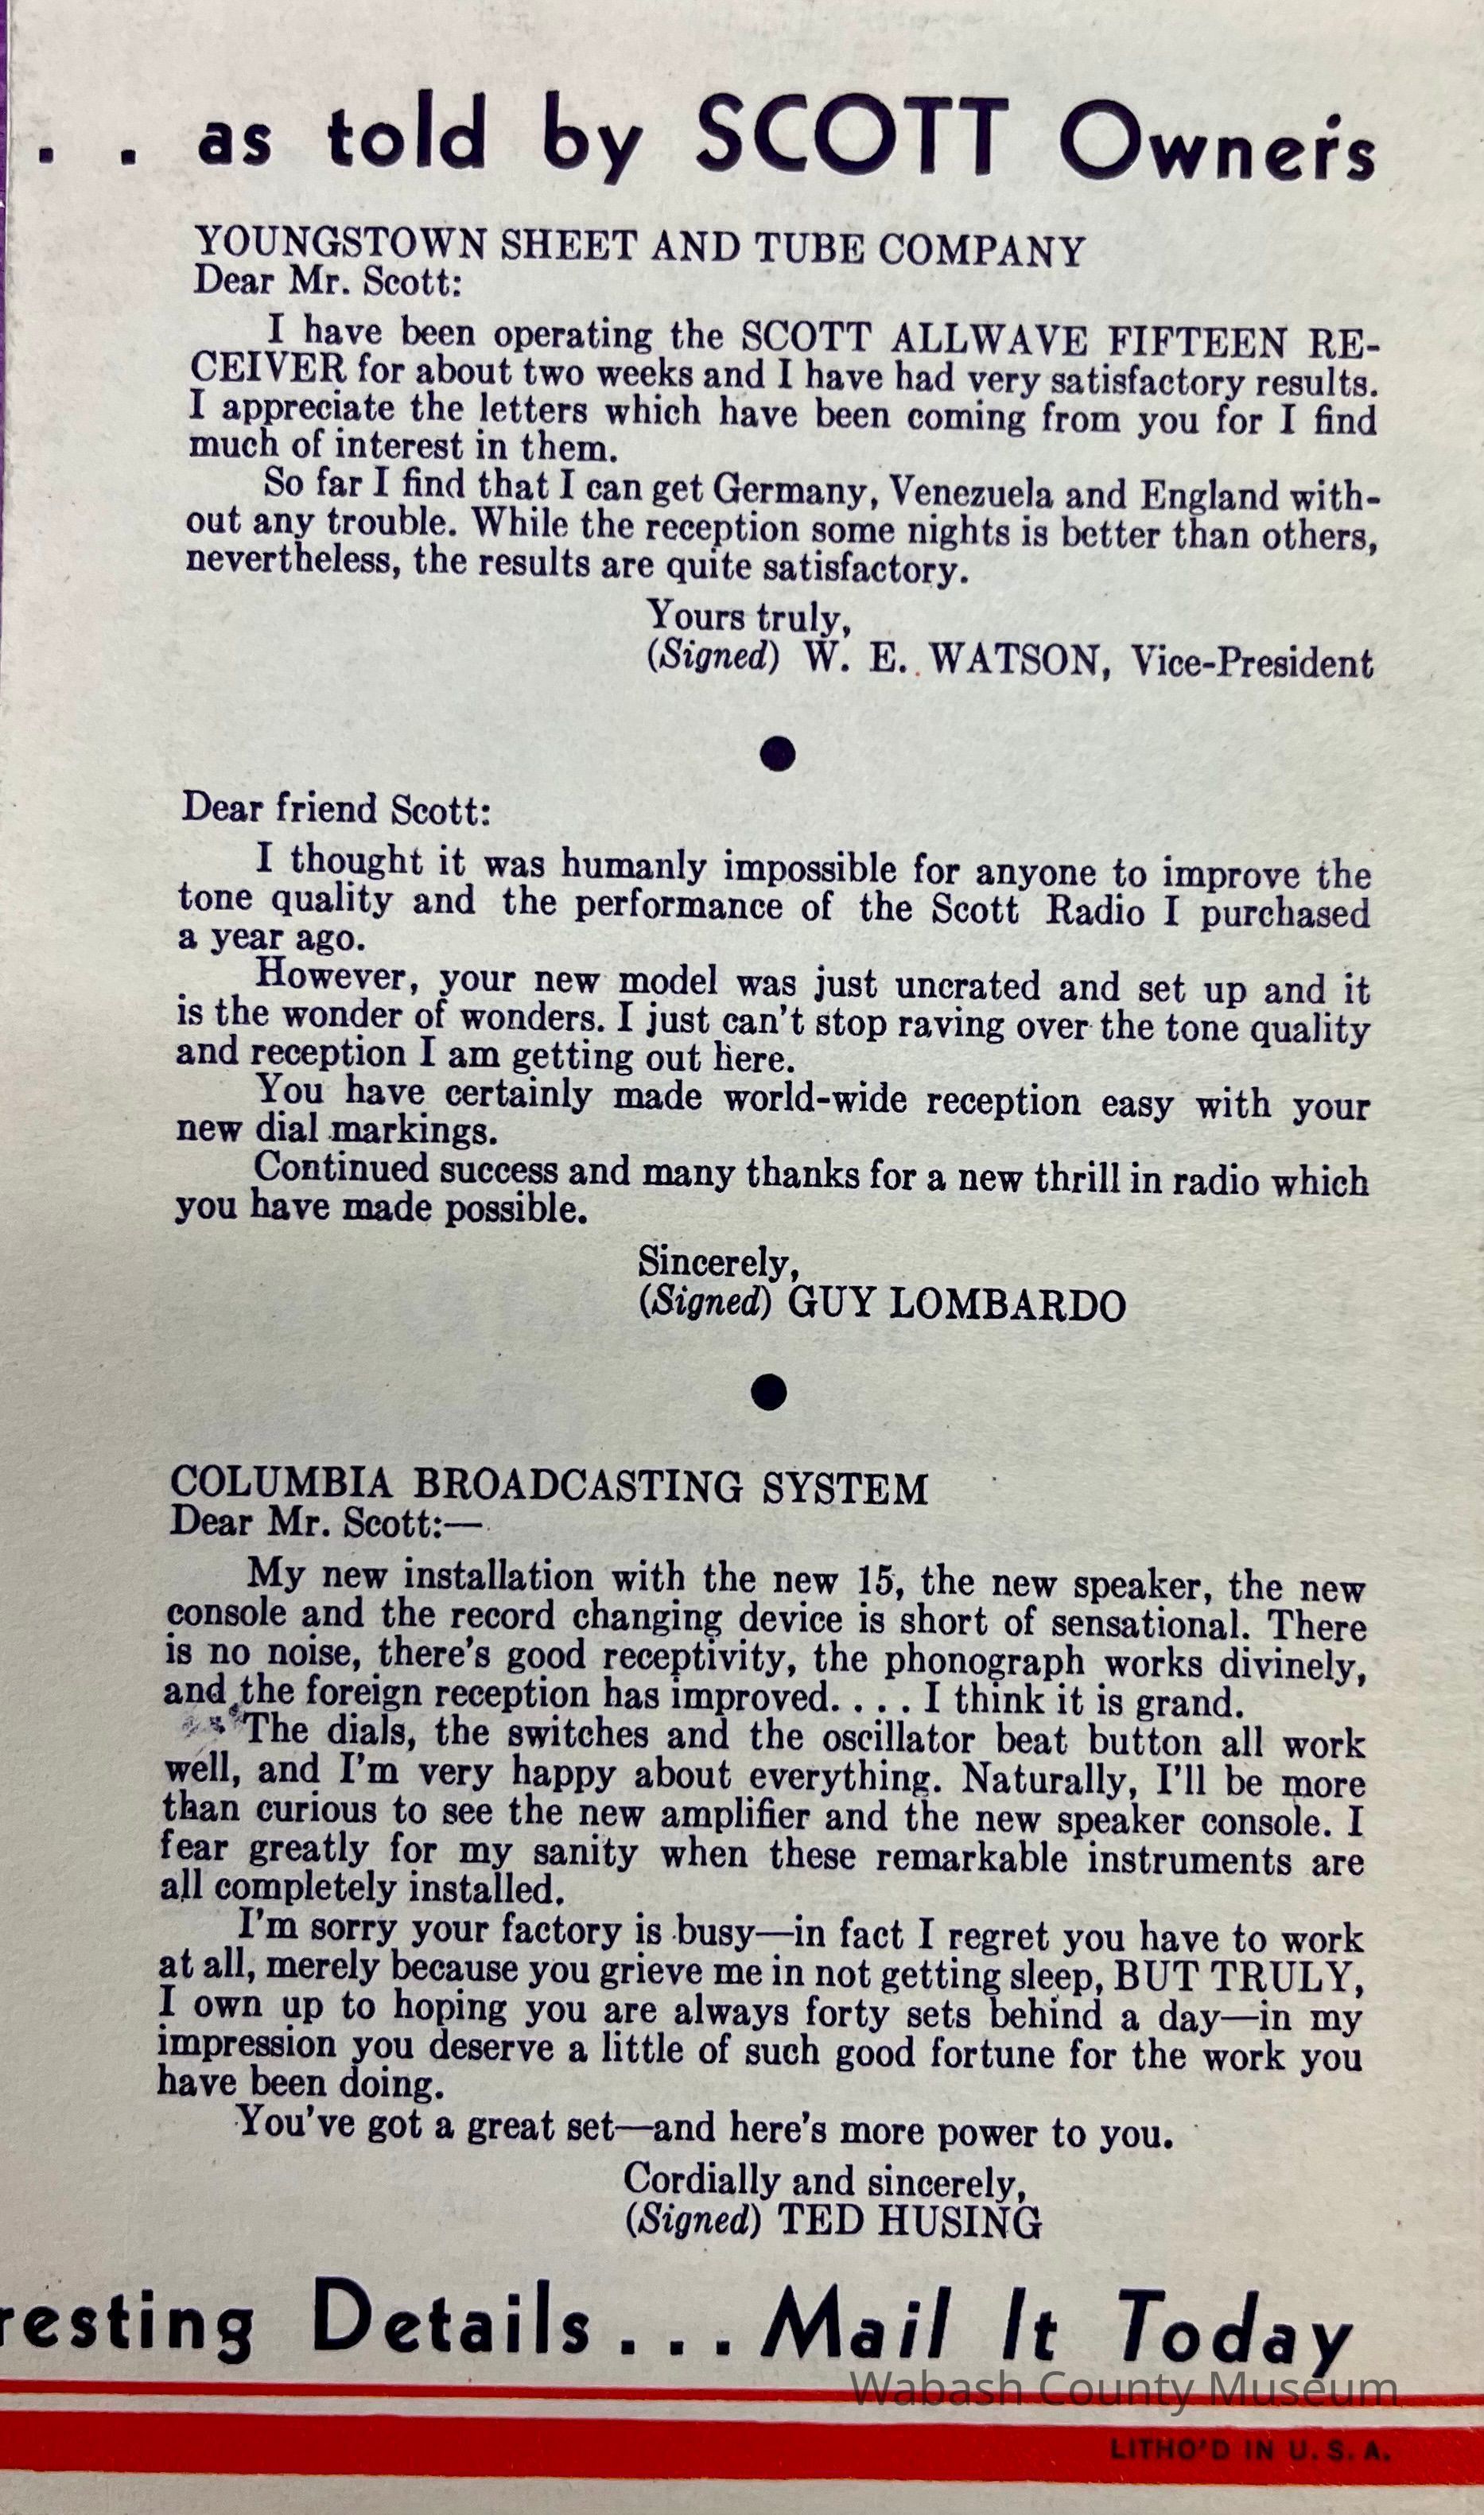 . . as told by SCOTT Owners
YOUNGSTOWN SHEET AND TUBE COMPANY
Dear Mr. Scott:
I have been operating the SCOTT ALLWAVE FIFTEEN RE-
CEIVER for about two weeks and I have had very satisfactory results.
I appreciate the letters which have been coming from you for I find
much of interest in them.
So far I find that I can get Germany, Venezuela and England with-
out any trouble. While the reception some nights is better than others,
nevertheless, the results are quite satisfactory.
Yours truly,
(Signed) W. E. WATSON, Vice-President
Dear friend Scott:
I thought it was humanly impossible for anyone to improve the
tone quality and the performance of the Scott Radio I purchased
a year ago.
However, your new model was just uncrated and set up and it
is the wonder of wonders. I just can't stop raving over the tone quality
and reception I am getting out here.
You have certainly made world-wide reception easy with your
new dial markings.
Continued success and many thanks for a new thrill in radio which
you have made possible.
Sincerely,
(Signed) GUY LOMBARDO
COLUMBIA BROADCASTING SYSTEM
Dear Mr. Scott:—
My new installation with the new 15, the new speaker, the new
console and the record changing device is short of sensational. There
is no noise, there's good receptivity, the phonograph works divinely,
and the foreign reception has improved. . . . I think it is grand.
The dials, the switches and the oscillator beat button all work
well, and I'm very happy about everything. Naturally, I'll be more
than curious to see the new amplifier and the new speaker console. I
fear greatly for my sanity when these remarkable instruments are
all completely installed.
I'm sorry your factory is busy—in fact I regret you have to work
at all, merely because you grieve me in not getting sleep, BUT TRULY,
I own up to hoping you are always forty sets behind a day—in my
impression you deserve a little of such good fortune for the work you
have been doing.
You've got a great set—and here's more power to you.
Cordially and sincerely,
(Signed) TED HUSING
resting Details . . . Mail It Today
Wabash County Museum
LITHO'D IN U. S. A.